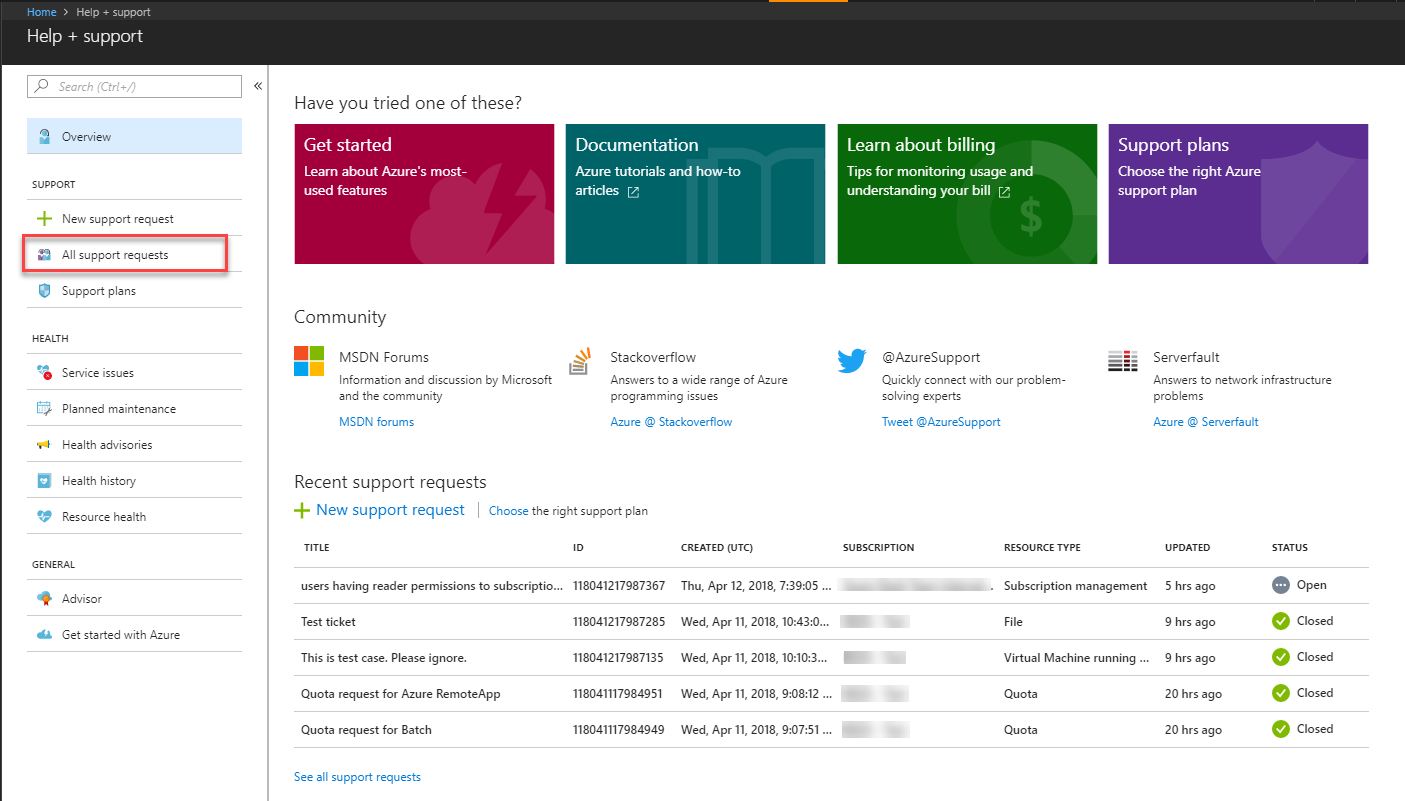 Home > Help + support
Help + support
Search (Ctrl+/)
«
Overview
SUPPORT
New support request
All support requests
Support plans
HEALTH
Service issues
Planned maintenance
Health advisories
Health history
Resource health
GENERAL
Advisor
Get started with Azure
Have you tried one of these?
Get started
Learn about Azure's most-
used features
Documentation
Azure tutorials and how-to
articles
Learn about billing
Tips for monitoring usage and
understanding your bill
$
Support plans
Choose the right Azure
support plan
Community
MSDN Forums
Information and discussion by Microsoft
and the community
MSDN forums
Stackoverflow
Answers to a wide range of Azure
programming issues
Azure @ Stackoverflow
@AzureSupport
Quickly connect with our problem-
solving experts
Tweet @AzureSupport
Serverfault
Answers to network infrastructure
problems
Azure @ Serverfault
Recent support requests
New support request | Choose the right support plan
TITLE ID CREATED (UTC) SUBSCRIPTION RESOURCE TYPE UPDATED STATUS
users having reader permissions to subscriptio... 118041217987367 Thu, Apr 12, 2018, 7:39:05 ... Subscription management 5 hrs ago Open
Test ticket 118041217987285 Wed, Apr 11, 2018, 10:43:0... File 9 hrs ago Closed
This is test case. Please ignore. 118041217987135 Wed, Apr 11, 2018, 10:10:3... Virtual Machine running ... 9 hrs ago Closed
Quota request for Azure RemoteApp 118041117984951 Wed, Apr 11, 2018, 9:08:12 ... Quota 20 hrs ago Closed
Quota request for Batch 118041117984949 Wed, Apr 11, 2018, 9:07:51 ... Quota 20 hrs ago Closed
See all support requests